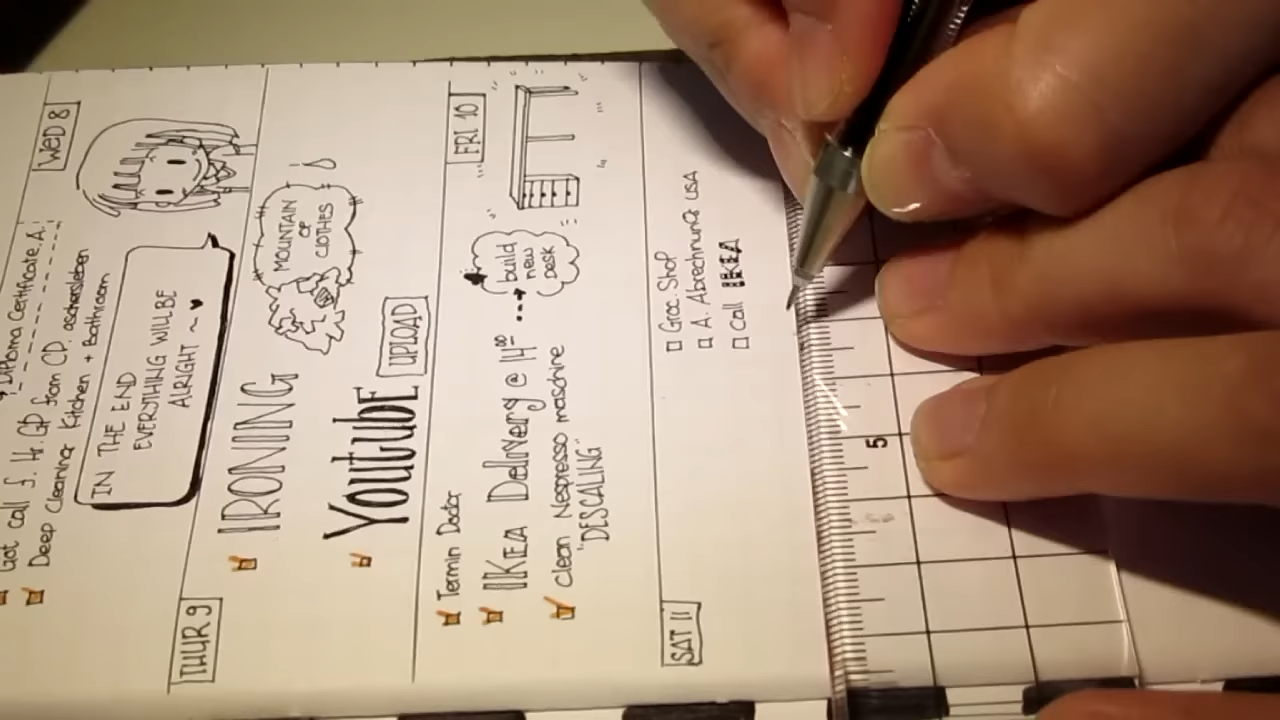 WED 8
Diploma Certificate A!
Got call f. Hr. GP from CP. aschersleben
Deep Cleaning Kitchen + Bathroom
IN THE END
EVERYTHING WILL BE
ALRIGHT ~ ♥
THUR 9
IRONING
MOUNTAIN
OF
CLOTHES
Youtube UPLOAD
FRI 10
Termin Doctor
IKEA Delivery @ 14⁰⁰
build
new
desk
Clean Nespresso maschine
"DESCALING"
SAT 11
Groc. Shop
A. Abrechnung USA
Call IKEA
5